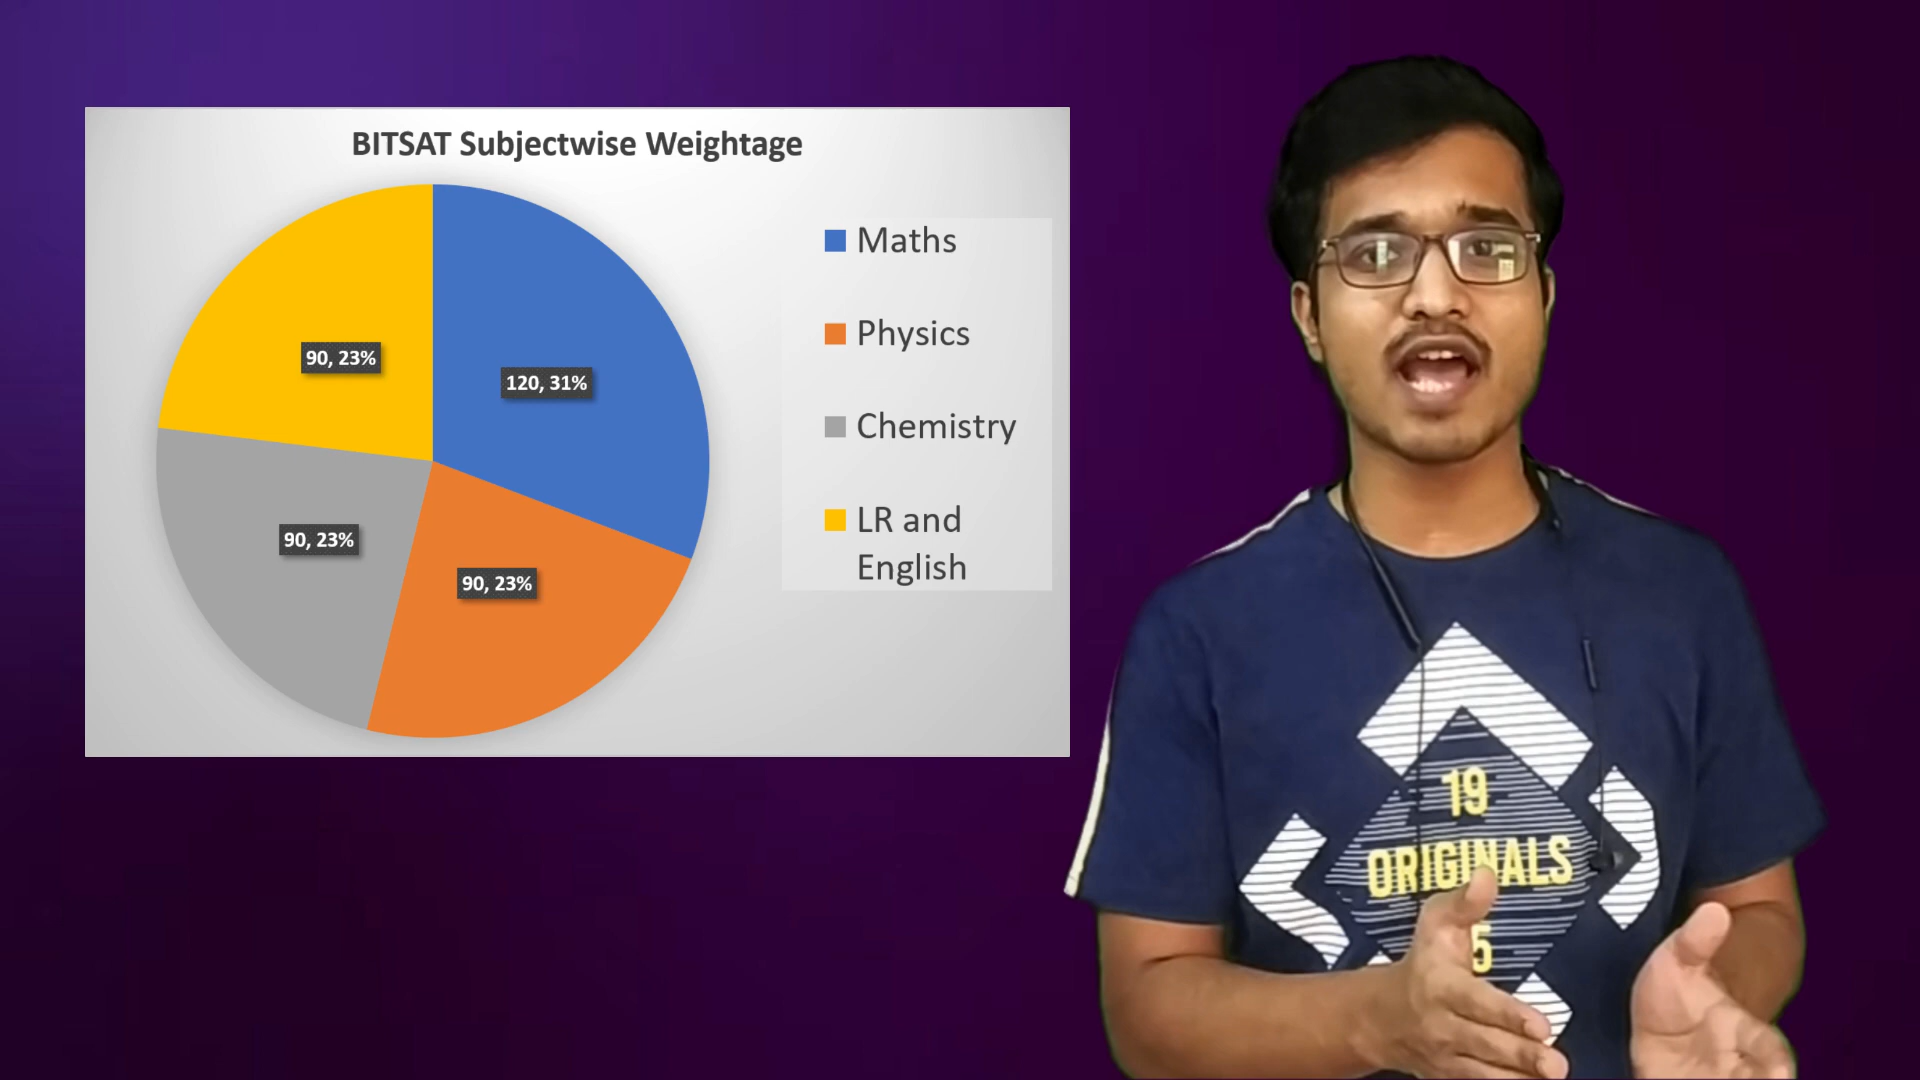 BITSAT Subjectwise Weightage
90, 23%
120, 31%
90, 23%
90, 23%
Maths
Physics
Chemistry
LR and
English
19
ORIGINALS
5